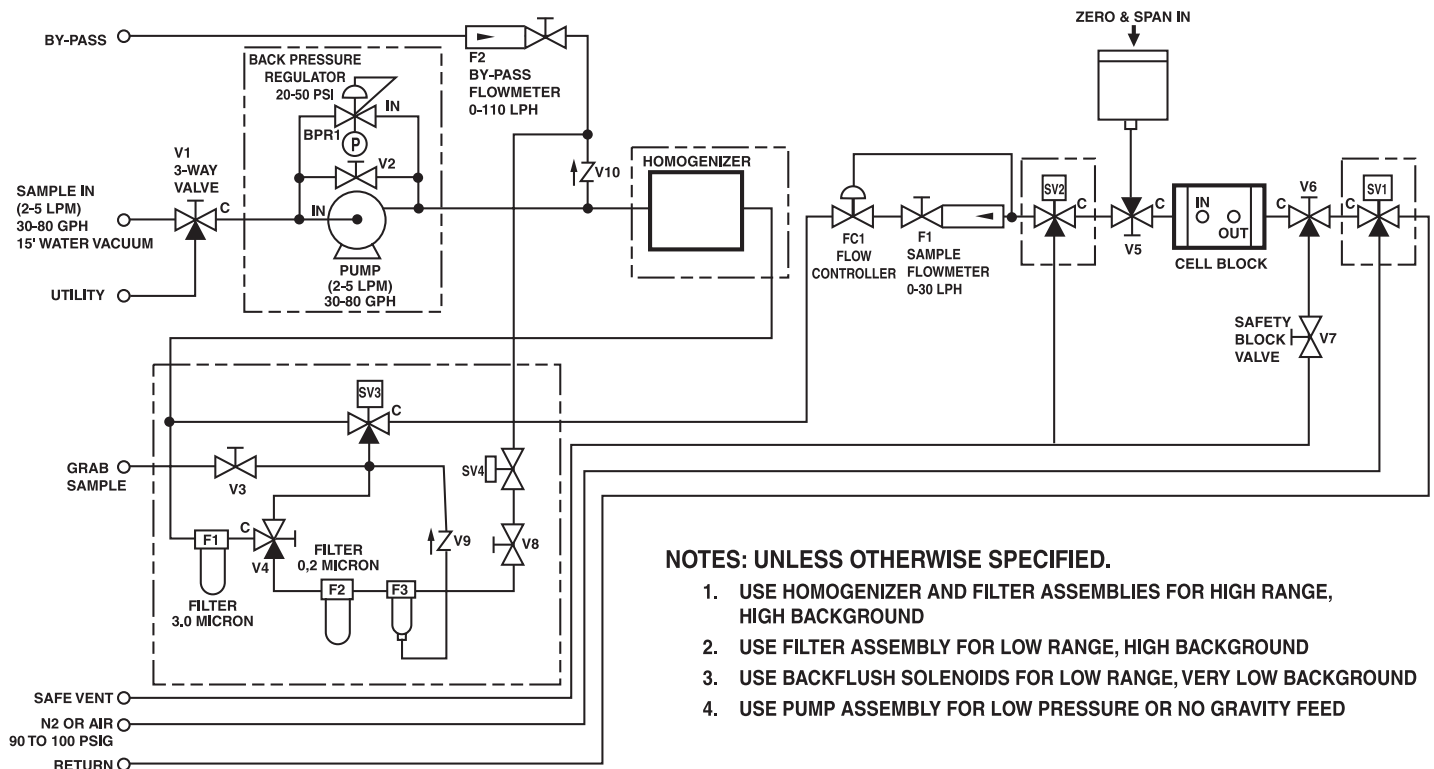 BY-PASS
BACK PRESSURE
REGULATOR
20-50 PSI
IN
BPR1
P
V2
V1
3-WAY
VALVE
C
SAMPLE IN
(2-5 LPM)
30-80 GPH
15' WATER VACUUM
UTILITY
IN
PUMP
(2-5 LPM)
30-80 GPH
F2
BY-PASS
FLOWMETER
0-110 LPH
V10
HOMOGENIZER
FC1
FLOW
CONTROLLER
F1
SAMPLE
FLOWMETER
0-30 LPH
SV2
C
ZERO & SPAN IN
V5
C
IN
OUT
CELL BLOCK
V6
C
SV1
C
SAFETY
BLOCK
VALVE
V7
SV3
C
GRAB
SAMPLE
V3
SV4
F1
C
V4
FILTER
3.0 MICRON
FILTER
0,2 MICRON
F2
F3
V9
V8
SAFE VENT
N2 OR AIR
90 TO 100 PSIG
RETURN
NOTES: UNLESS OTHERWISE SPECIFIED.
1. USE HOMOGENIZER AND FILTER ASSEMBLIES FOR HIGH RANGE,
HIGH BACKGROUND
2. USE FILTER ASSEMBLY FOR LOW RANGE, HIGH BACKGROUND
3. USE BACKFLUSH SOLENOIDS FOR LOW RANGE, VERY LOW BACKGROUND
4. USE PUMP ASSEMBLY FOR LOW PRESSURE OR NO GRAVITY FEED